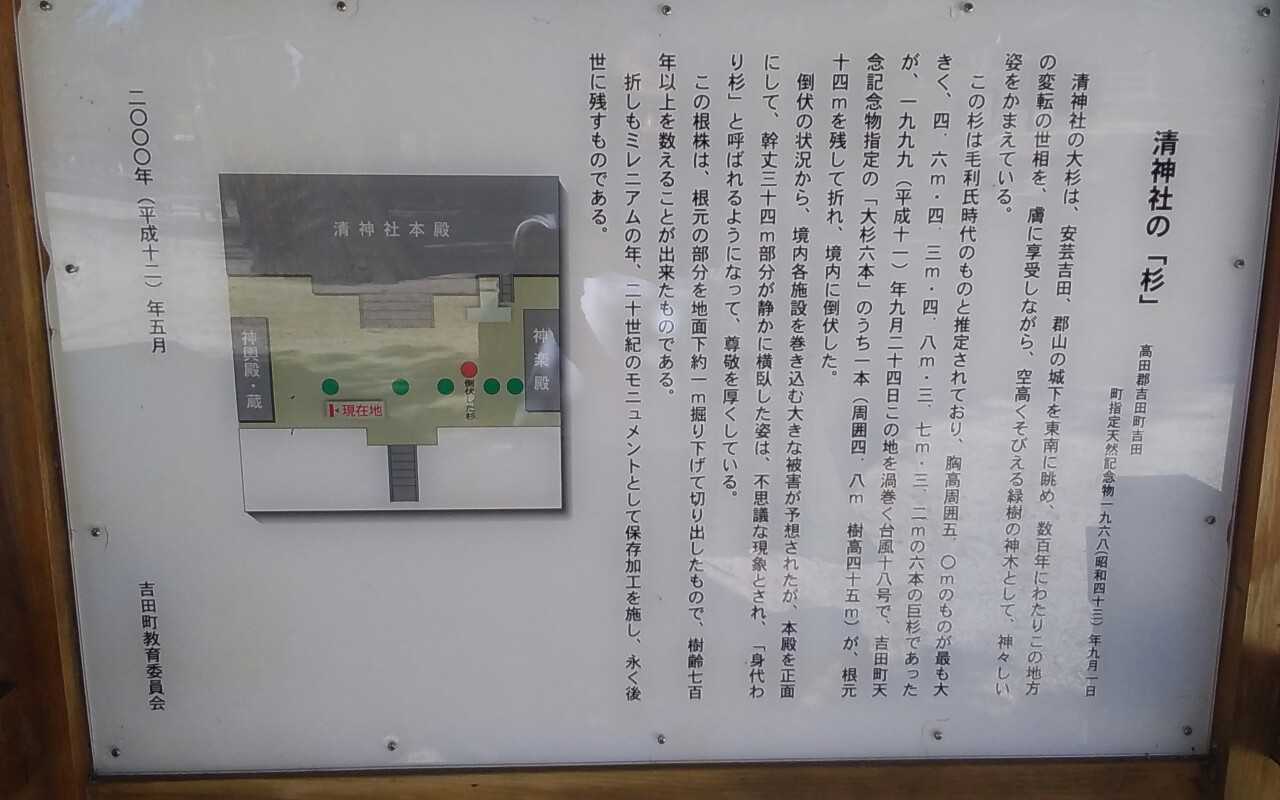 清神社の「杉」
高田郡吉田町吉田
町指定天然記念物一九六八(昭和四十三)年九月一日
清神社の大杉は、安芸吉田、郡山の城下を東南に眺め、数百年にわたりこの地方
の変転の世相を、膚に享受しながら、空高くそびえる緑樹の神木として、神々しい
姿をかまえている。
この杉は毛利氏時代のものと推定されており、胸高周囲五．〇ｍのものが最も大
きく、四．六ｍ・四．三ｍ・四．八ｍ・三．七ｍ・三．二ｍの六本の巨杉であった
が、一九九九（平成十一）年九月二十四日この地を渦巻く台風十八号で、吉田町天
念記念物指定の「大杉六本」のうち一本（周囲四．八ｍ　樹高四十五ｍ）が、根元
十四ｍを残して折れ、境内に倒伏した。
倒伏の状況から、境内各施設を巻き込む大きな被害が予想されたが、本殿を正面
にして、幹丈三十四ｍ部分が静かに横臥した姿は、不思議な現象とされ、「身代わ
り杉」と呼ばれるようになって、尊敬を厚くしている。
この根株は、根元の部分を地面下約一ｍ掘り下げて切り出したもので、樹齢七百
年以上を数えることが出来たものである。
折しもミレニアムの年、二十世紀のモニュメントとして保存加工を施し、永く後
世に残すものである。
清神社本殿
神楽殿
倒伏した杉
現在地
神輿殿・蔵
二〇〇〇年（平成十二）年五月
吉田町教育委員会